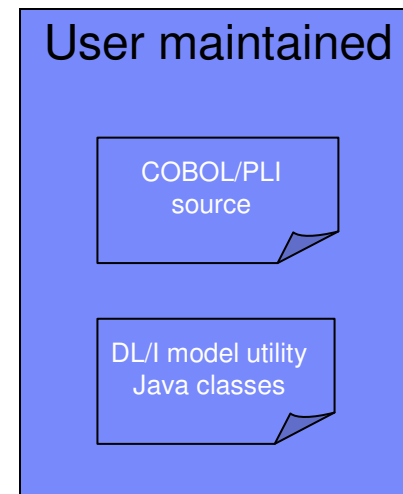 User maintained
COBOL/PLI
source
DL/I model utility
Java classes